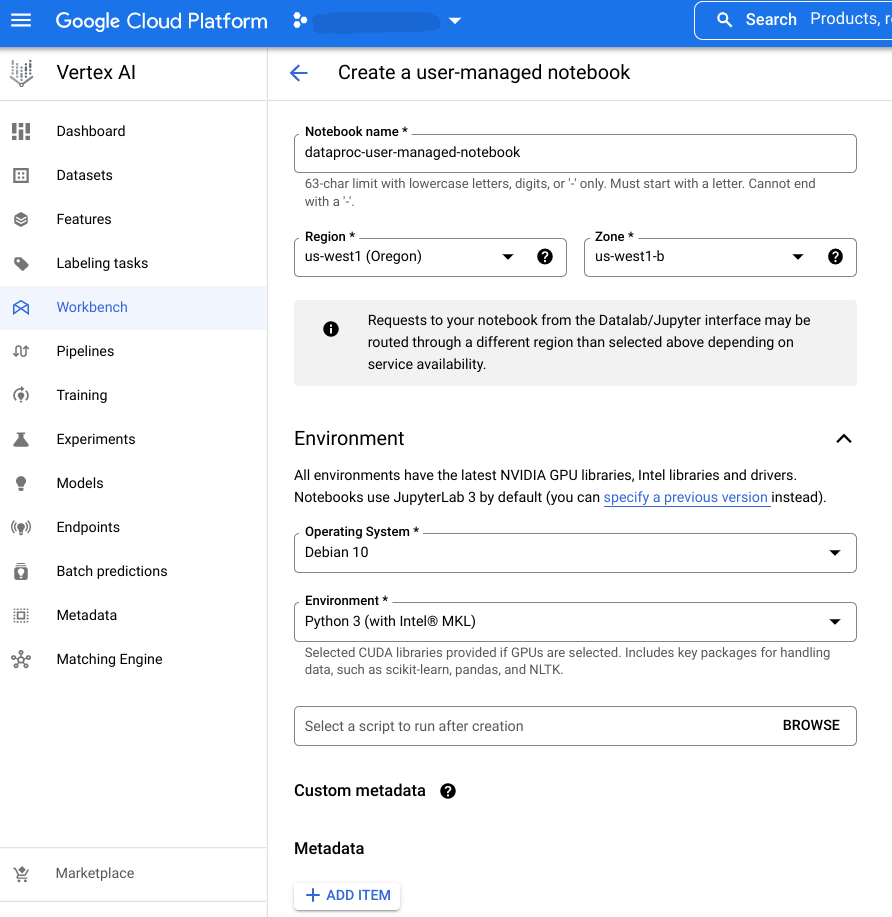 Google Cloud Platform
Search Products, r
Vertex AI
Create a user-managed notebook
Dashboard
Datasets
Features
Labeling tasks
Workbench
Pipelines
Training
Experiments
Models
Endpoints
Batch predictions
Metadata
Matching Engine
Marketplace
Notebook name *
dataproc-user-managed-notebook
63-char limit with lowercase letters, digits, or '-' only. Must start with a letter. Cannot end
with a '-'.
Region *
us-west1 (Oregon)
Zone *
us-west1-b
Requests to your notebook from the Datalab/Jupyter interface may be
routed through a different region than selected above depending on
service availability.
Environment
All environments have the latest NVIDIA GPU libraries, Intel libraries and drivers.
Notebooks use JupyterLab 3 by default (you can specify a previous version instead).
Operating System *
Debian 10
Environment *
Python 3 (with Intel® MKL)
Selected CUDA libraries provided if GPUs are selected. Includes key packages for handling
data, such as scikit-learn, pandas, and NLTK.
Select a script to run after creation
BROWSE
Custom metadata
Metadata
+ ADD ITEM